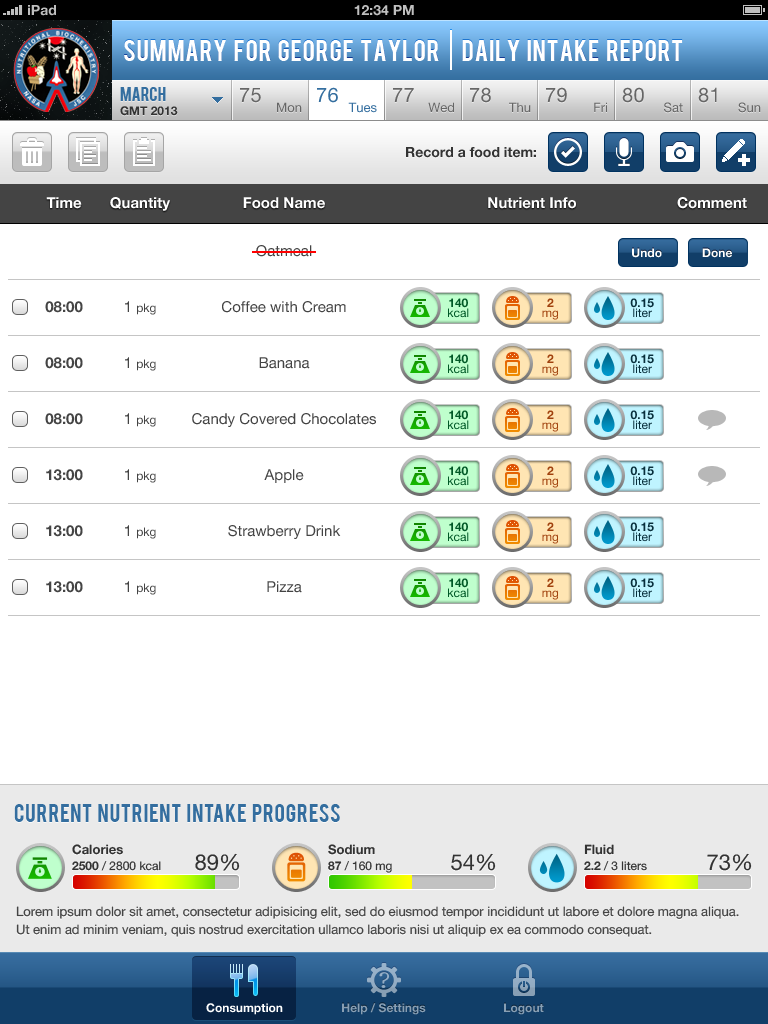 iPad 12:34 PM
NUTRITIONAL BIOCHEMISTRY
NASA JSC
SUMMARY FOR GEORGE TAYLOR | DAILY INTAKE REPORT
MARCH
GMT 2013
75 Mon
76 Tues
77 Wed
78 Thu
79 Fri
80 Sat
81 Sun
Record a food item:
Time Quantity Food Name Nutrient Info Comment
Oatmeal Undo Done
08:00 1 pkg Coffee with Cream 140 kcal 2 mg 0.15 liter
08:00 1 pkg Banana 140 kcal 2 mg 0.15 liter
08:00 1 pkg Candy Covered Chocolates 140 kcal 2 mg 0.15 liter
13:00 1 pkg Apple 140 kcal 2 mg 0.15 liter
13:00 1 pkg Strawberry Drink 140 kcal 2 mg 0.15 liter
13:00 1 pkg Pizza 140 kcal 2 mg 0.15 liter
CURRENT NUTRIENT INTAKE PROGRESS
Calories
2500 / 2800 kcal 89%
Sodium
87 / 160 mg 54%
Fluid
2.2 / 3 liters 73%
Lorem ipsum dolor sit amet, consectetur adipisicing elit, sed do eiusmod tempor incididunt ut labore et dolore magna aliqua.
Ut enim ad minim veniam, quis nostrud exercitation ullamco laboris nisi ut aliquip ex ea commodo consequat.
Consumption Help / Settings Logout